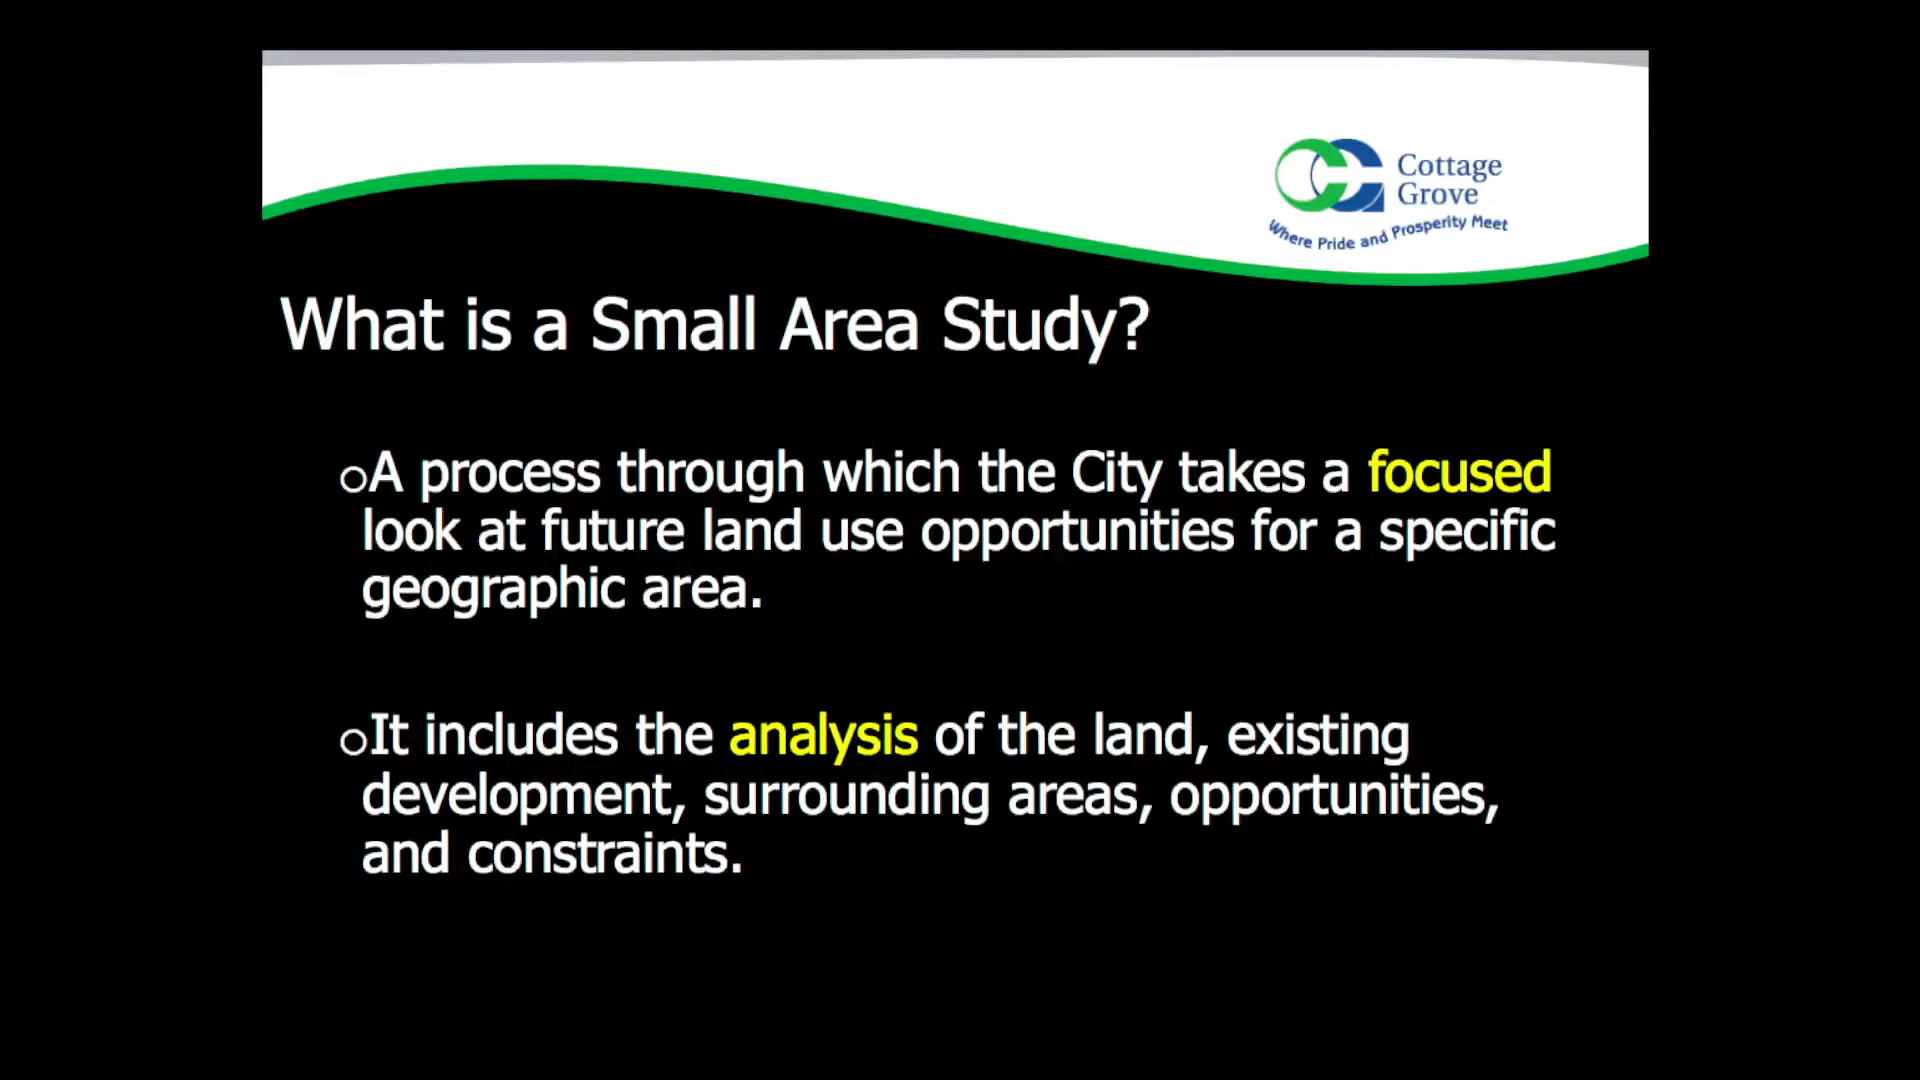 Cottage
Grove
Where Pride and Prosperity Meet
What is a Small Area Study?
oA process through which the City takes a focused
look at future land use opportunities for a specific
geographic area.
oIt includes the analysis of the land, existing
development, surrounding areas, opportunities,
and constraints.